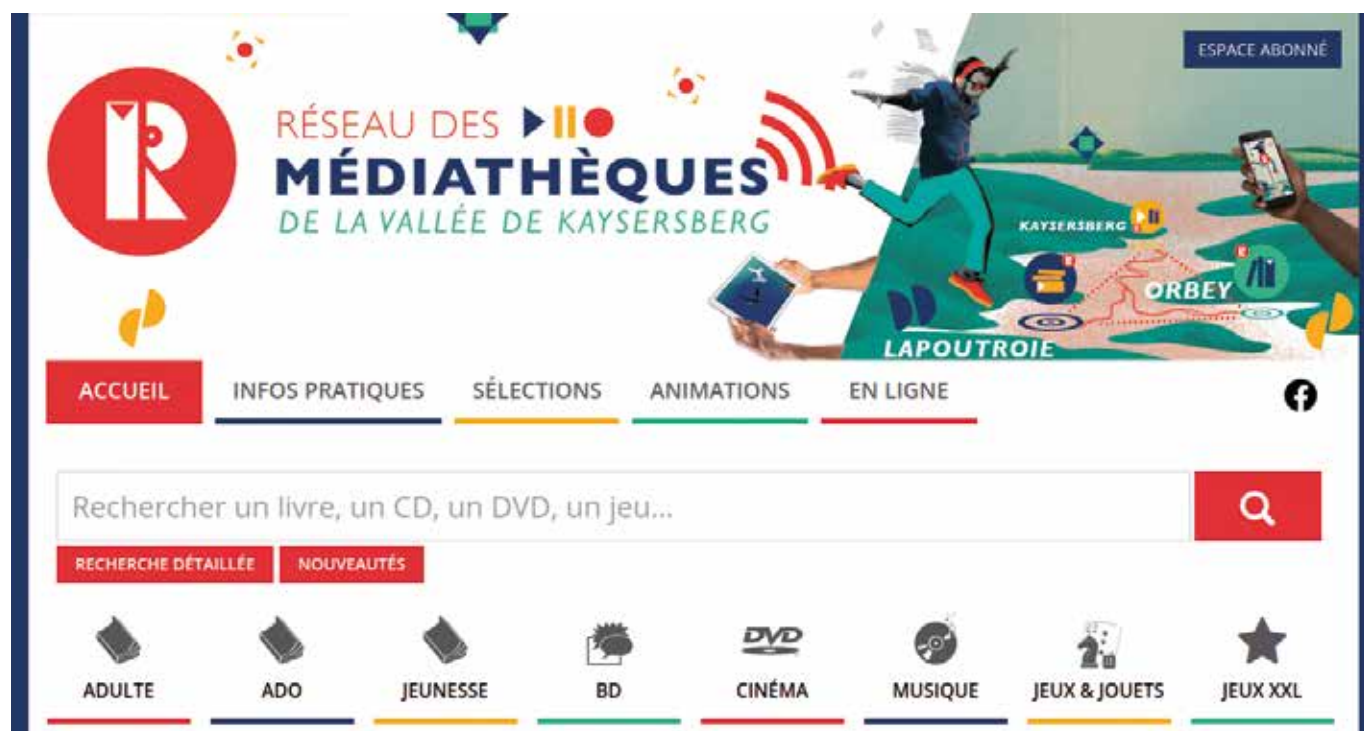 ESPACE ABONNÉ
RÉSEAU DES
MÉDIATHÈQUES
DE LA VALLÉE DE KAYSERSBERG
KAYSERSBERG
ORBEY
LAPOUTROIE
ACCUEIL INFOS PRATIQUES SÉLECTIONS ANIMATIONS EN LIGNE
Rechercher un livre, un CD, un DVD, un jeu...
RECHERCHE DÉTAILLÉE NOUVEAUTÉS
DVD
ADULTE ADO JEUNESSE BD CINÉMA MUSIQUE JEUX & JOUETS JEUX XXL